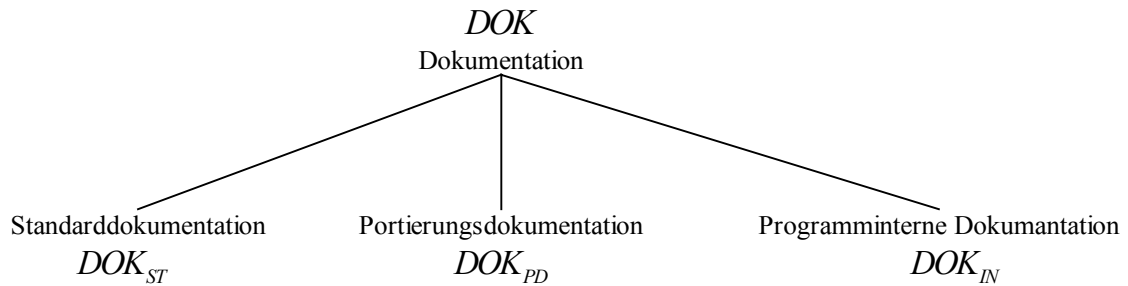 DOK
Dokumentation
Standarddokumentation Portierungsdokumentation Programminterne Dokumantation
DOK_ST DOK_PD DOK_IN